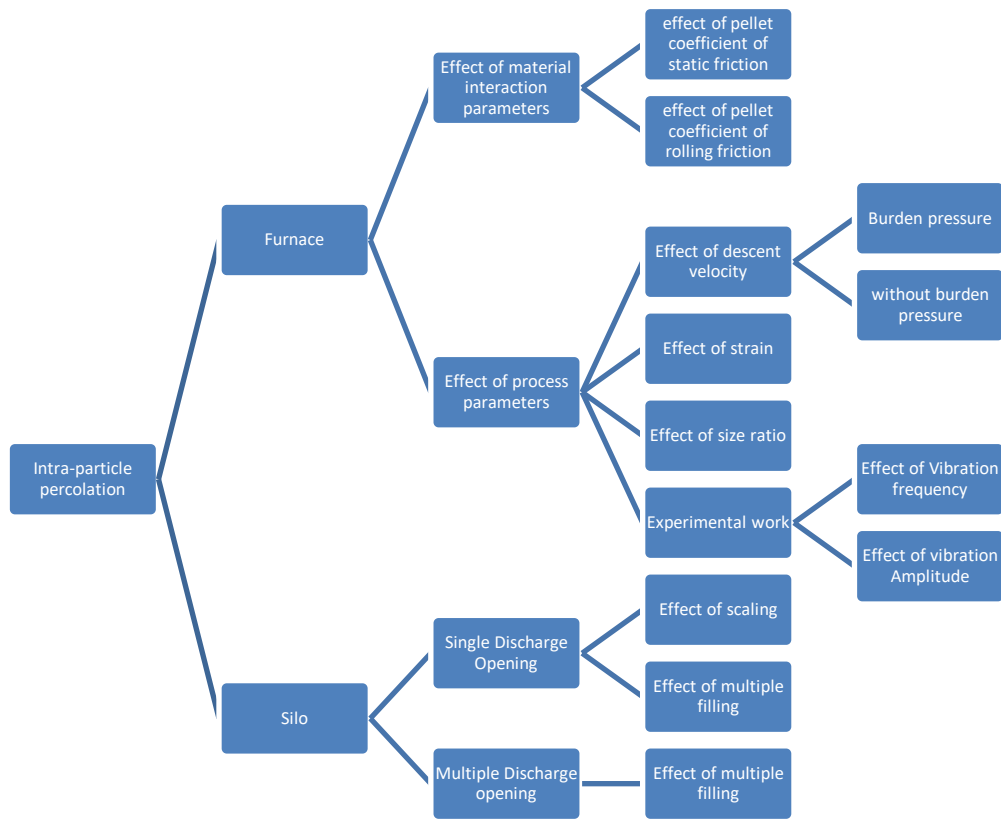 Intra-particle
percolation
Furnace
Effect of material
interaction
parameters
effect of pellet
coefficient of
static friction
effect of pellet
coefficient of
rolling friction
Effect of process
parameters
Effect of descent
velocity
Burden pressure
without burden
pressure
Effect of strain
Effect of size ratio
Experimental work
Effect of Vibration
frequency
Effect of vibration
Amplitude
Silo
Single Discharge
Opening
Effect of scaling
Effect of multiple
filling
Multiple Discharge
opening
Effect of multiple
filling